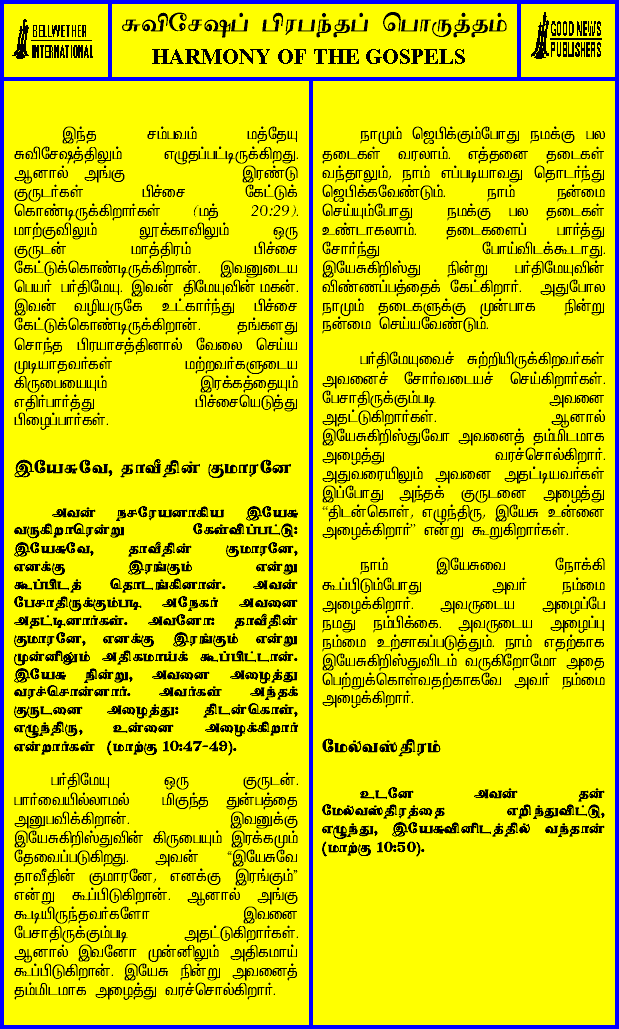 BELLWETHER
INTERNATIONAL
சுவிசேஷப் பிரபந்தப் பொருத்தம்
HARMONY OF THE GOSPELS
GOOD NEWS
PUBLISHERS
இந்த சம்பவம் மத்தேயு
சுவிசேஷத்திலும் எழுதப்பட்டிருக்கிறது.
ஆனால் அங்கு இரண்டு
குருடர்கள் பிச்சை கேட்டுக்
கொண்டிருக்கிறார்கள் (மத் 20:29).
மாற்குவிலும் லூக்காவிலும் ஒரு
குருடன் மாத்திரம் பிச்சை
கேட்டுக்கொண்டிருக்கிறான். இவனுடைய
பெயர் பர்திமேயு. இவன் திமேயுவின் மகன்.
இவன் வழியருகே உட்கார்ந்து பிச்சை
கேட்டுக்கொண்டிருக்கிறான். தங்களது
சொந்த பிரயாசத்தினால் வேலை செய்ய
முடியாதவர்கள் மற்றவர்களுடைய
கிருபையையும் இரக்கத்தையும்
எதிர்பார்த்து பிச்சையெடுத்து
பிழைப்பார்கள்.
இயேசுவே, தாவீதின் குமாரனே
அவன் நசரேயனாகிய இயேசு
வருகிறாரென்று கேள்விப்பட்டு:
இயேசுவே, தாவீதின் குமாரனே,
எனக்கு இரங்கும் என்று
கூப்பிடத் தொடங்கினான். அவன்
பேசாதிருக்கும்படி அநேகர் அவனை
அதட்டினார்கள். அவனோ: தாவீதின்
குமாரனே, எனக்கு இரங்கும் என்று
முன்னிலும் அதிகமாய்க் கூப்பிட்டான்.
இயேசு நின்று, அவனை அழைத்து
வரச்சொன்னார். அவர்கள் அந்தக்
குருடனை அழைத்து: திடன்கொள்,
எழுந்திரு, உன்னை அழைக்கிறார்
என்றார்கள் (மாற்கு 10:47-49).
பர்திமேயு ஒரு குருடன்.
பார்வையில்லாமல் மிகுந்த துன்பத்தை
அனுபவிக்கிறான். இவனுக்கு
இயேசுகிறிஸ்துவின் கிருபையும் இரக்கமும்
தேவைப்படுகிறது. அவன் “இயேசுவே
தாவீதின் குமாரனே, எனக்கு இரங்கும்”
என்று கூப்பிடுகிறான். ஆனால் அங்கு
கூடியிருந்தவர்களோ இவனை
பேசாதிருக்கும்படி அதட்டுகிறார்கள்.
ஆனால் இவனோ முன்னிலும் அதிகமாய்
கூப்பிடுகிறான். இயேசு நின்று அவனைத்
தம்மிடமாக அழைத்து வரச்சொல்கிறார்.
நாமும் ஜெபிக்கும்போது நமக்கு பல
தடைகள் வரலாம். எத்தனை தடைகள்
வந்தாலும், நாம் எப்படியாவது தொடர்ந்து
ஜெபிக்கவேண்டும். நாம் நன்மை
செய்யும்போது நமக்கு பல தடைகள்
உண்டாகலாம். தடைகளைப் பார்த்து
சோர்ந்து போய்விடக்கூடாது.
இயேசுகிறிஸ்து நின்று பர்திமேயுவின்
விண்ணப்பத்தைக் கேட்கிறார். அதுபோல
நாமும் தடைகளுக்கு முன்பாக நின்று
நன்மை செய்யவேண்டும்.
பர்திமேயுவைச் சுற்றியிருக்கிறவர்கள்
அவனைச் சோர்வடையச் செய்கிறார்கள்.
பேசாதிருக்கும்படி அவனை
அதட்டுகிறார்கள். ஆனால்
இயேசுகிறிஸ்துவோ அவனைத் தம்மிடமாக
அழைத்து வரச்சொல்கிறார்.
அதுவரையிலும் அவனை அதட்டியவர்கள்
இப்போது அந்தக் குருடனை அழைத்து
“திடன்கொள், எழுந்திரு, இயேசு உன்னை
அழைக்கிறார்” என்று கூறுகிறார்கள்.
நாம் இயேசுவை நோக்கி
கூப்பிடும்போது அவர் நம்மை
அழைக்கிறார். அவருடைய அழைப்பே
நமது நம்பிக்கை. அவருடைய அழைப்பு
நம்மை உற்சாகப்படுத்தும். நாம் எதற்காக
இயேசுகிறிஸ்துவிடம் வருகிறோமோ அதை
பெற்றுக்கொள்வதற்காகவே அவர் நம்மை
அழைக்கிறார்.
மேல்வஸ்திரம்
உடனே அவன் தன்
மேல்வஸ்திரத்தை எறிந்துவிட்டு,
எழுந்து, இயேசுவினிடத்தில் வந்தான்
(மாற்கு 10:50).